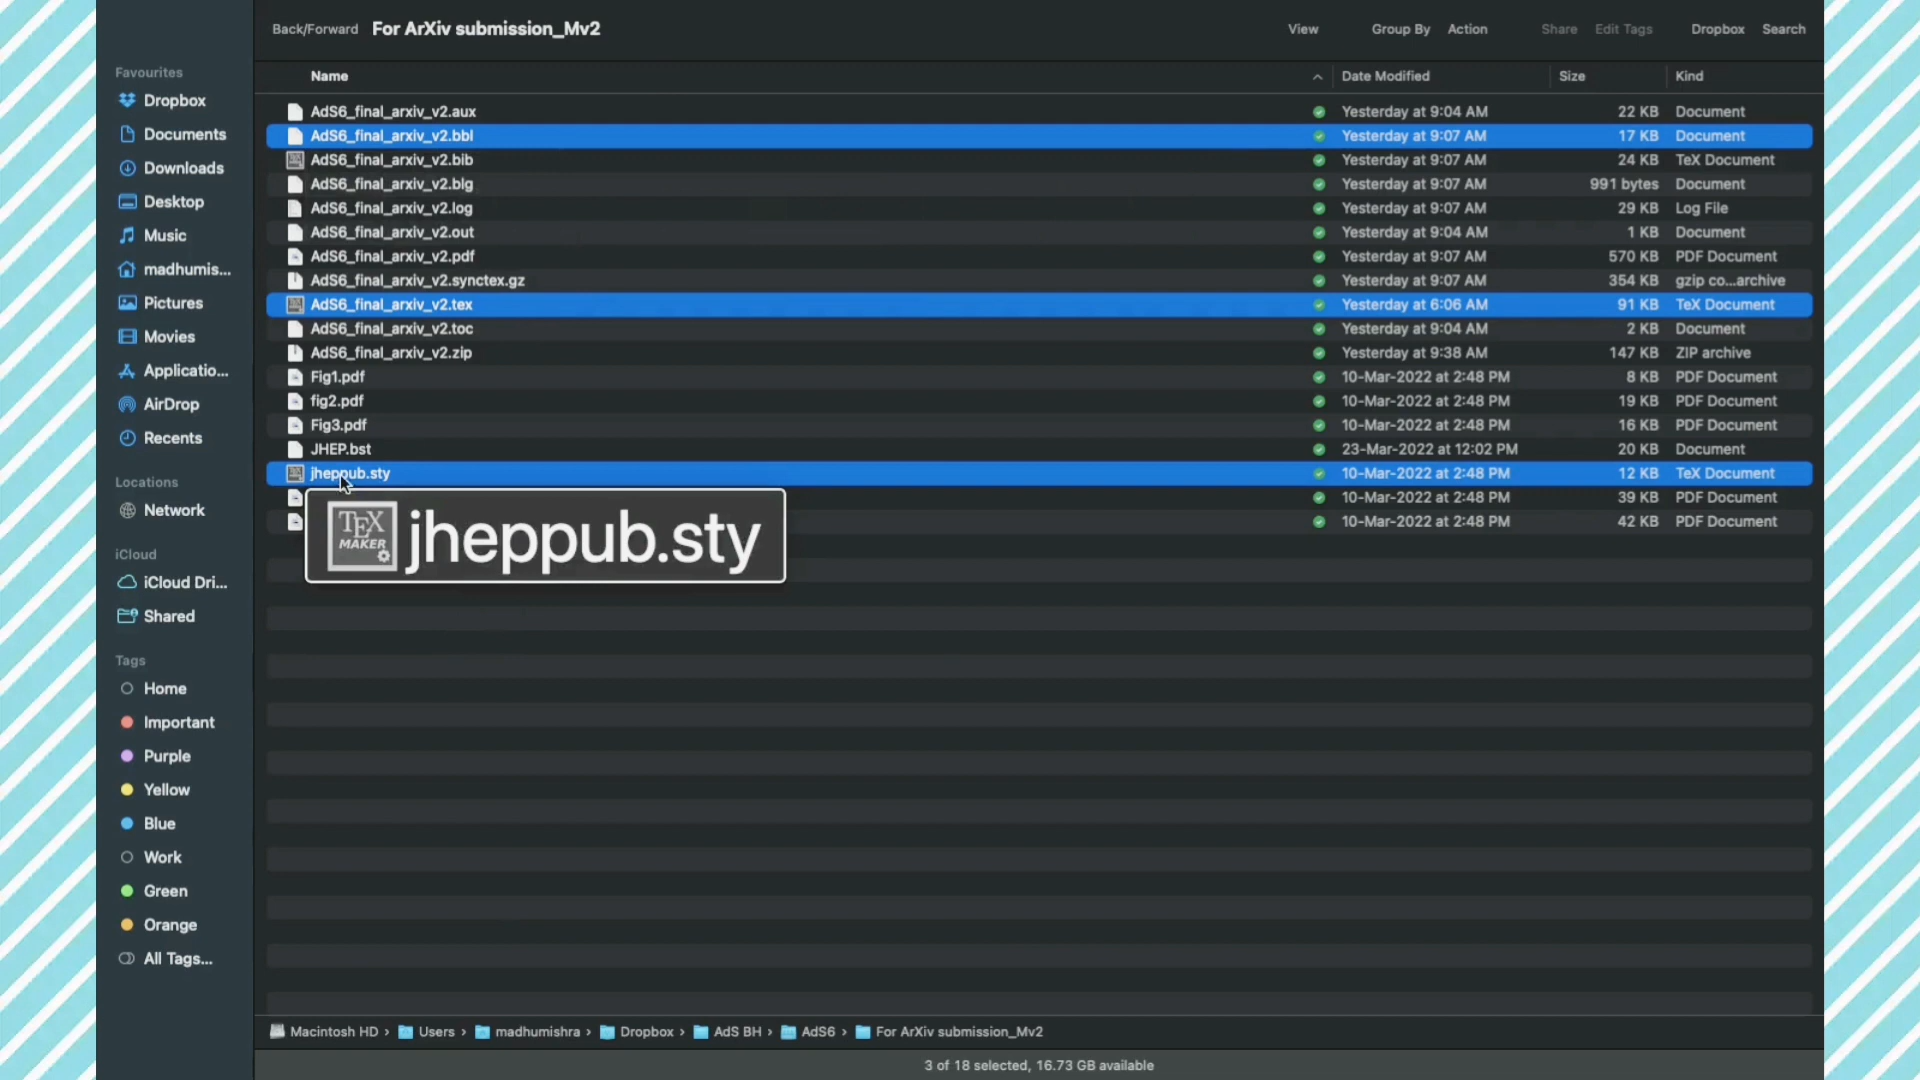 Back/Forward For ArXiv submission_Mv2 View Group By Action Share Edit Tags Dropbox Search
Favourites
Dropbox
Documents
Downloads
Desktop
Music
madhumis...
Pictures
Movies
Applicatio...
AirDrop
Recents
Locations
Network
iCloud
iCloud Dri...
Shared
Tags
Home
Important
Purple
Yellow
Blue
Work
Green
Orange
All Tags...
Name Date Modified Size Kind
AdS6_final_arxiv_v2.aux Yesterday at 9:04 AM 22 KB Document
AdS6_final_arxiv_v2.bbl Yesterday at 9:07 AM 17 KB Document
AdS6_final_arxiv_v2.bib Yesterday at 9:07 AM 24 KB TeX Document
AdS6_final_arxiv_v2.blg Yesterday at 9:07 AM 991 bytes Document
AdS6_final_arxiv_v2.log Yesterday at 9:07 AM 29 KB Log File
AdS6_final_arxiv_v2.out Yesterday at 9:04 AM 1 KB Document
AdS6_final_arxiv_v2.pdf Yesterday at 9:07 AM 570 KB PDF Document
AdS6_final_arxiv_v2.synctex.gz Yesterday at 9:07 AM 354 KB gzip co...archive
AdS6_final_arxiv_v2.tex Yesterday at 6:06 AM 91 KB TeX Document
AdS6_final_arxiv_v2.toc Yesterday at 9:04 AM 2 KB Document
AdS6_final_arxiv_v2.zip Yesterday at 9:38 AM 147 KB ZIP archive
Fig1.pdf 10-Mar-2022 at 2:48 PM 8 KB PDF Document
fig2.pdf 10-Mar-2022 at 2:48 PM 19 KB PDF Document
Fig3.pdf 10-Mar-2022 at 2:48 PM 16 KB PDF Document
JHEP.bst 23-Mar-2022 at 12:02 PM 20 KB Document
jheppub.sty 10-Mar-2022 at 2:48 PM 12 KB TeX Document
10-Mar-2022 at 2:48 PM 39 KB PDF Document
10-Mar-2022 at 2:48 PM 42 KB PDF Document
TEX MAKER jheppub.sty
Macintosh HD › Users › madhumishra › Dropbox › AdS BH › AdS6 › For ArXiv submission_Mv2
3 of 18 selected, 16.73 GB available